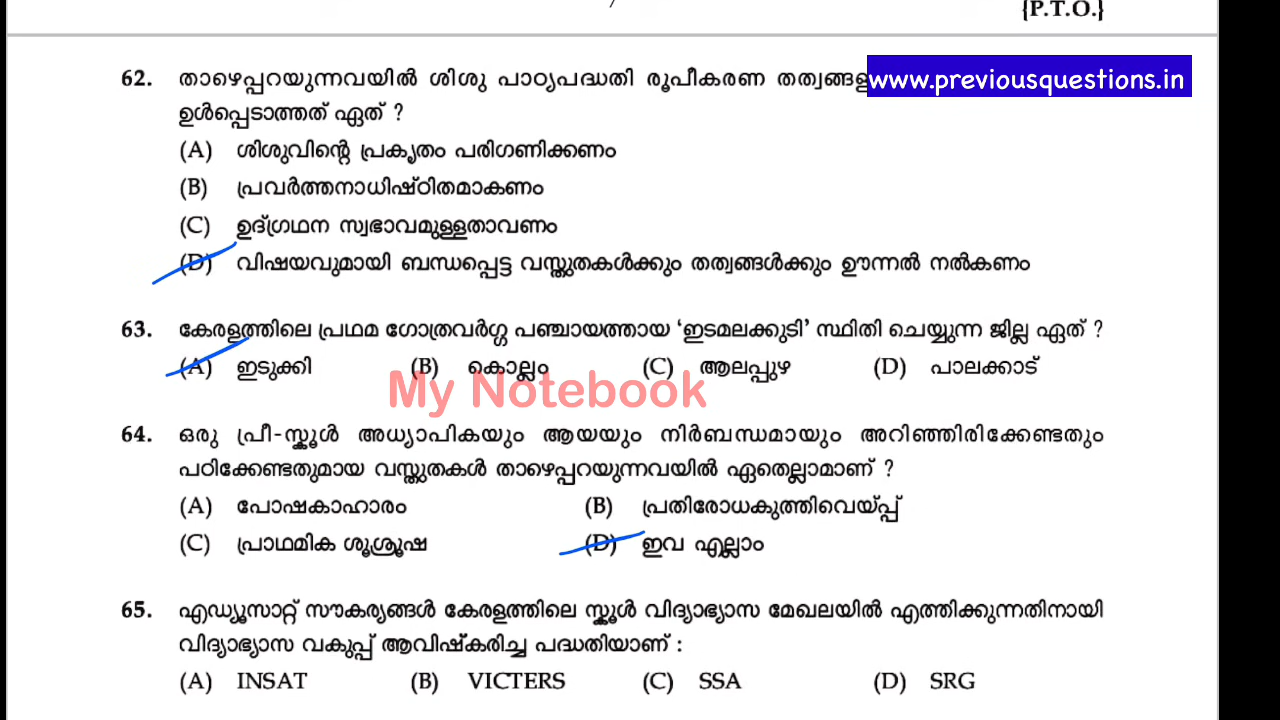 {P.T.O.}
www.previousquestions.in
62. താഴെപ്പറയുന്നവയിൽ ശിശു പാഠ്യപദ്ധതി രൂപീകരണ തത്വങ്ങള
ഉൾപ്പെടാത്തത് ഏത് ?
(A) ശിശുവിന്റെ പ്രകൃതം പരിഗണിക്കണം
(B) പ്രവർത്തനാധിഷ്ഠിതമാകണം
(C) ഉദ്ഗ്രഥന സ്വഭാവമുള്ളതാവണം
(D) വിഷയവുമായി ബന്ധപ്പെട്ട വസ്തുതകൾക്കും തത്വങ്ങൾക്കും ഊന്നൽ നൽകണം
63. കേരളത്തിലെ പ്രഥമ ഗോത്രവർഗ്ഗ പഞ്ചായത്തായ ‘ഇടമലക്കുടി’ സ്ഥിതി ചെയ്യുന്ന ജില്ല ഏത് ?
(A) ഇടുക്കി (B) കൊല്ലം (C) ആലപ്പുഴ (D) പാലക്കാട്
My Notebook
64. ഒരു പ്രീ-സ്കൂൾ അധ്യാപികയും ആയയും നിർബന്ധമായും അറിഞ്ഞിരിക്കേണ്ടതും
പഠിക്കേണ്ടതുമായ വസ്തുതകൾ താഴെപ്പറയുന്നവയിൽ ഏതെല്ലാമാണ് ?
(A) പോഷകാഹാരം (B) പ്രതിരോധകുത്തിവെയ്പ്പ്
(C) പ്രാഥമിക ശുശ്രൂഷ (D) ഇവ എല്ലാം
65. എഡ്യൂസാറ്റ് സൗകര്യങ്ങൾ കേരളത്തിലെ സ്കൂൾ വിദ്യാഭ്യാസ മേഖലയിൽ എത്തിക്കുന്നതിനായി
വിദ്യാഭ്യാസ വകുപ്പ് ആവിഷ്കരിച്ച പദ്ധതിയാണ് :
(A) INSAT (B) VICTERS (C) SSA (D) SRG